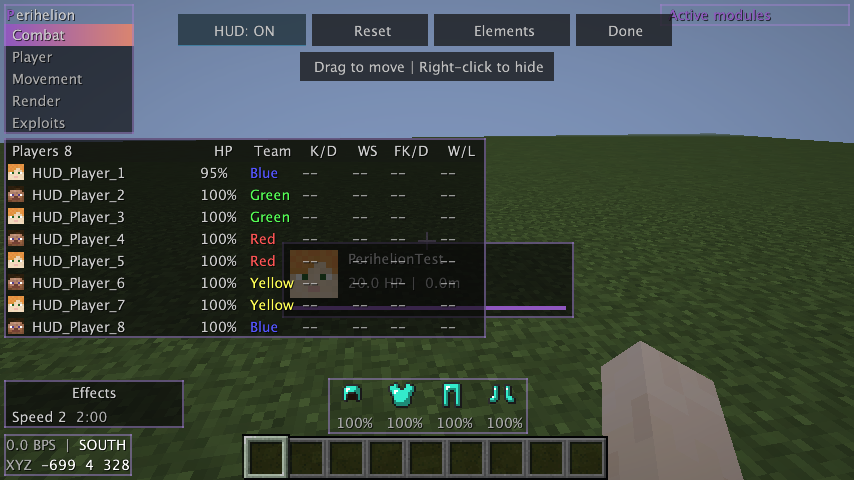 Perihelion
Combat
Player
Movement
Render
Exploits
HUD: ON
Reset
Elements
Done
Drag to move | Right-click to hide
Active modules
Players 8 HP Team K/D WS FK/D W/L
HUD_Player_1 95% Blue -- -- -- --
HUD_Player_2 100% Green -- -- -- --
HUD_Player_3 100% Green -- -- -- --
HUD_Player_4 100% Red -- -- -- --
HUD_Player_5 100% Red -- -- -- --
HUD_Player_6 100% Yellow -- -- -- --
HUD_Player_7 100% Yellow -- -- -- --
HUD_Player_8 100% Blue -- -- -- --
PerihelionTest
20.0 HP | 0.0m
Effects
Speed 2 2:00
100% 100% 100% 100%
0.0 BPS | SOUTH
XYZ -699 4 328